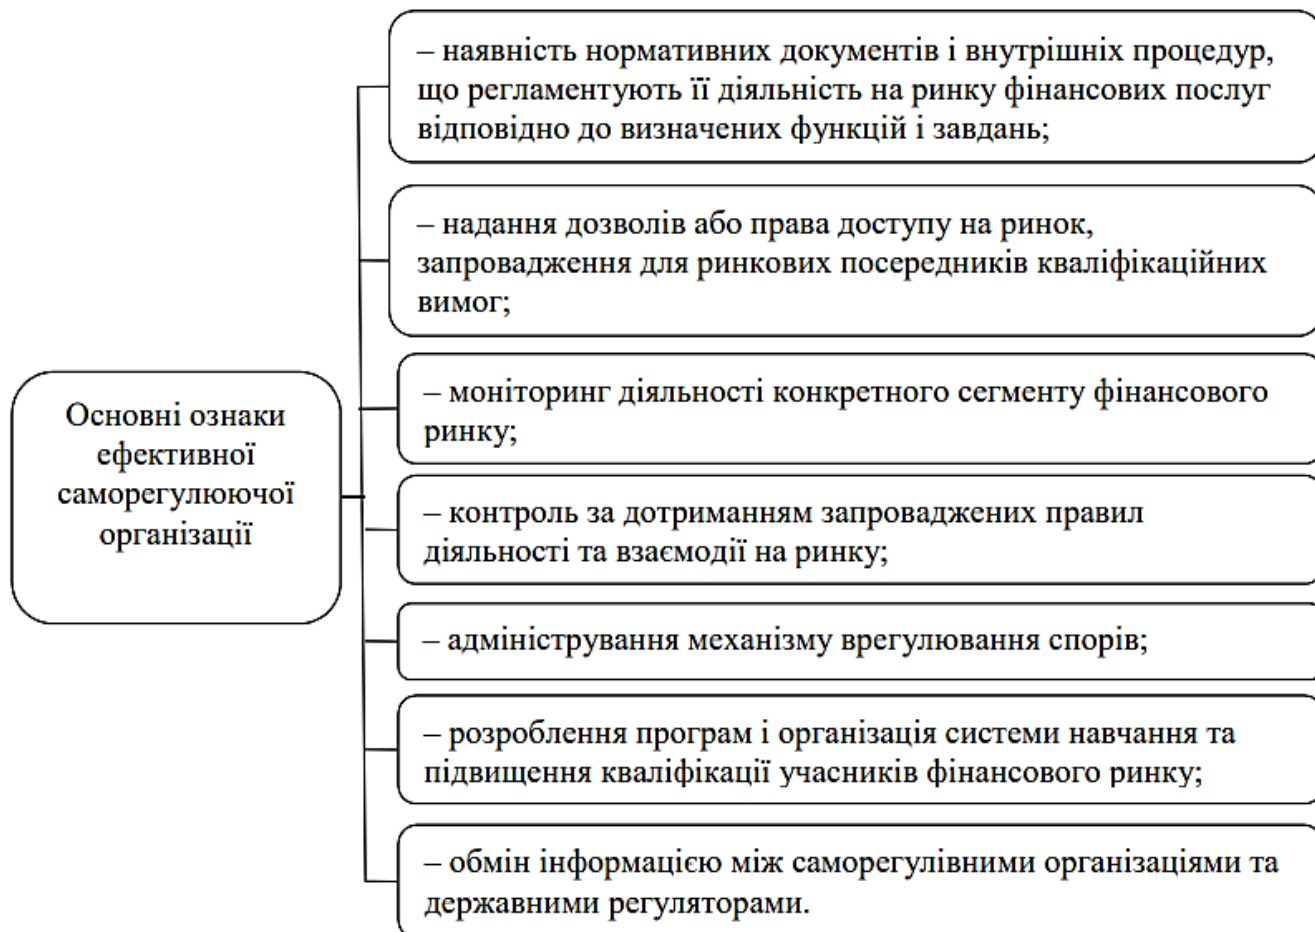 – наявність нормативних документів і внутрішніх процедур,
що регламентують її діяльність на ринку фінансових послуг
відповідно до визначених функцій і завдань;
– надання дозволів або права доступу на ринок,
запровадження для ринкових посередників кваліфікаційних
вимог;
Основні ознаки
ефективної
саморегулюючої
організації
– моніторинг діяльності конкретного сегменту фінансового
ринку;
– контроль за дотриманням запроваджених правил
діяльності та взаємодії на ринку;
– адміністрування механізму врегулювання спорів;
– розроблення програм і організація системи навчання та
підвищення кваліфікації учасників фінансового ринку;
– обмін інформацією між саморегулівними організаціями та
державними регуляторами.